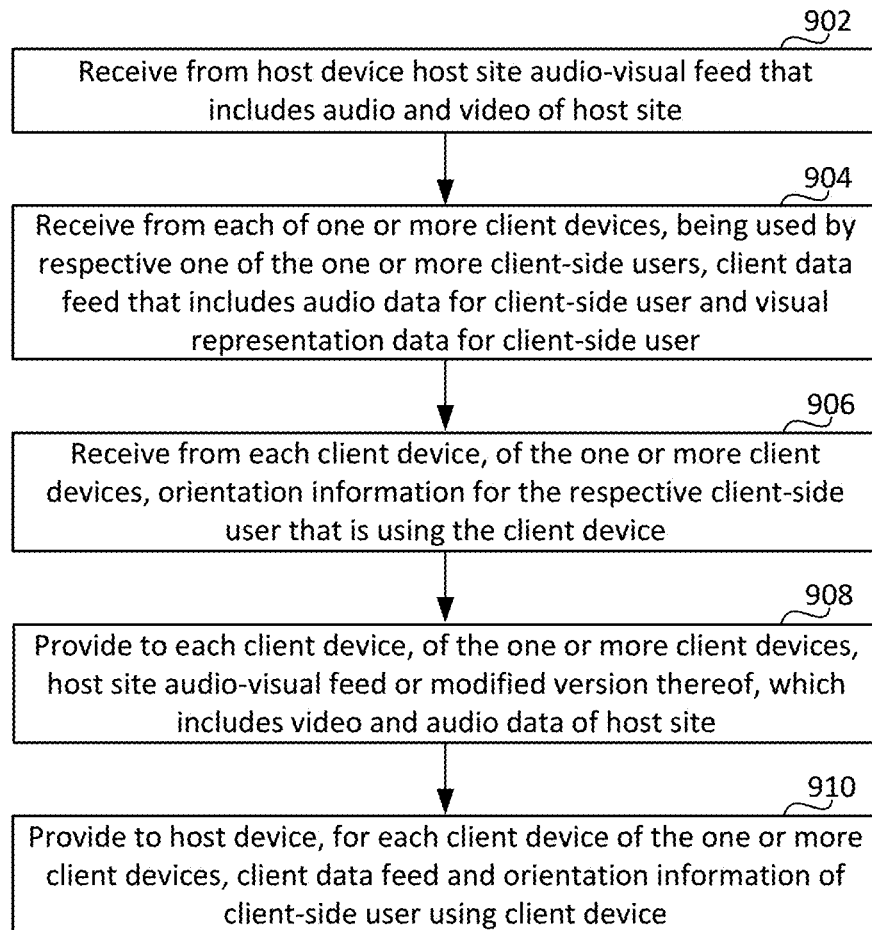 902
Receive from host device host site audio-visual feed that
includes audio and video of host site
904
Receive from each of one or more client devices, being used by
respective one of the one or more client-side users, client data
feed that includes audio data for client-side user and visual
representation data for client-side user
906
Receive from each client device, of the one or more client
devices, orientation information for the respective client-side
user that is using the client device
908
Provide to each client device, of the one or more client devices,
host site audio-visual feed or modified version thereof, which
includes video and audio data of host site
910
Provide to host device, for each client device of the one or more
client devices, client data feed and orientation information of
client-side user using client device